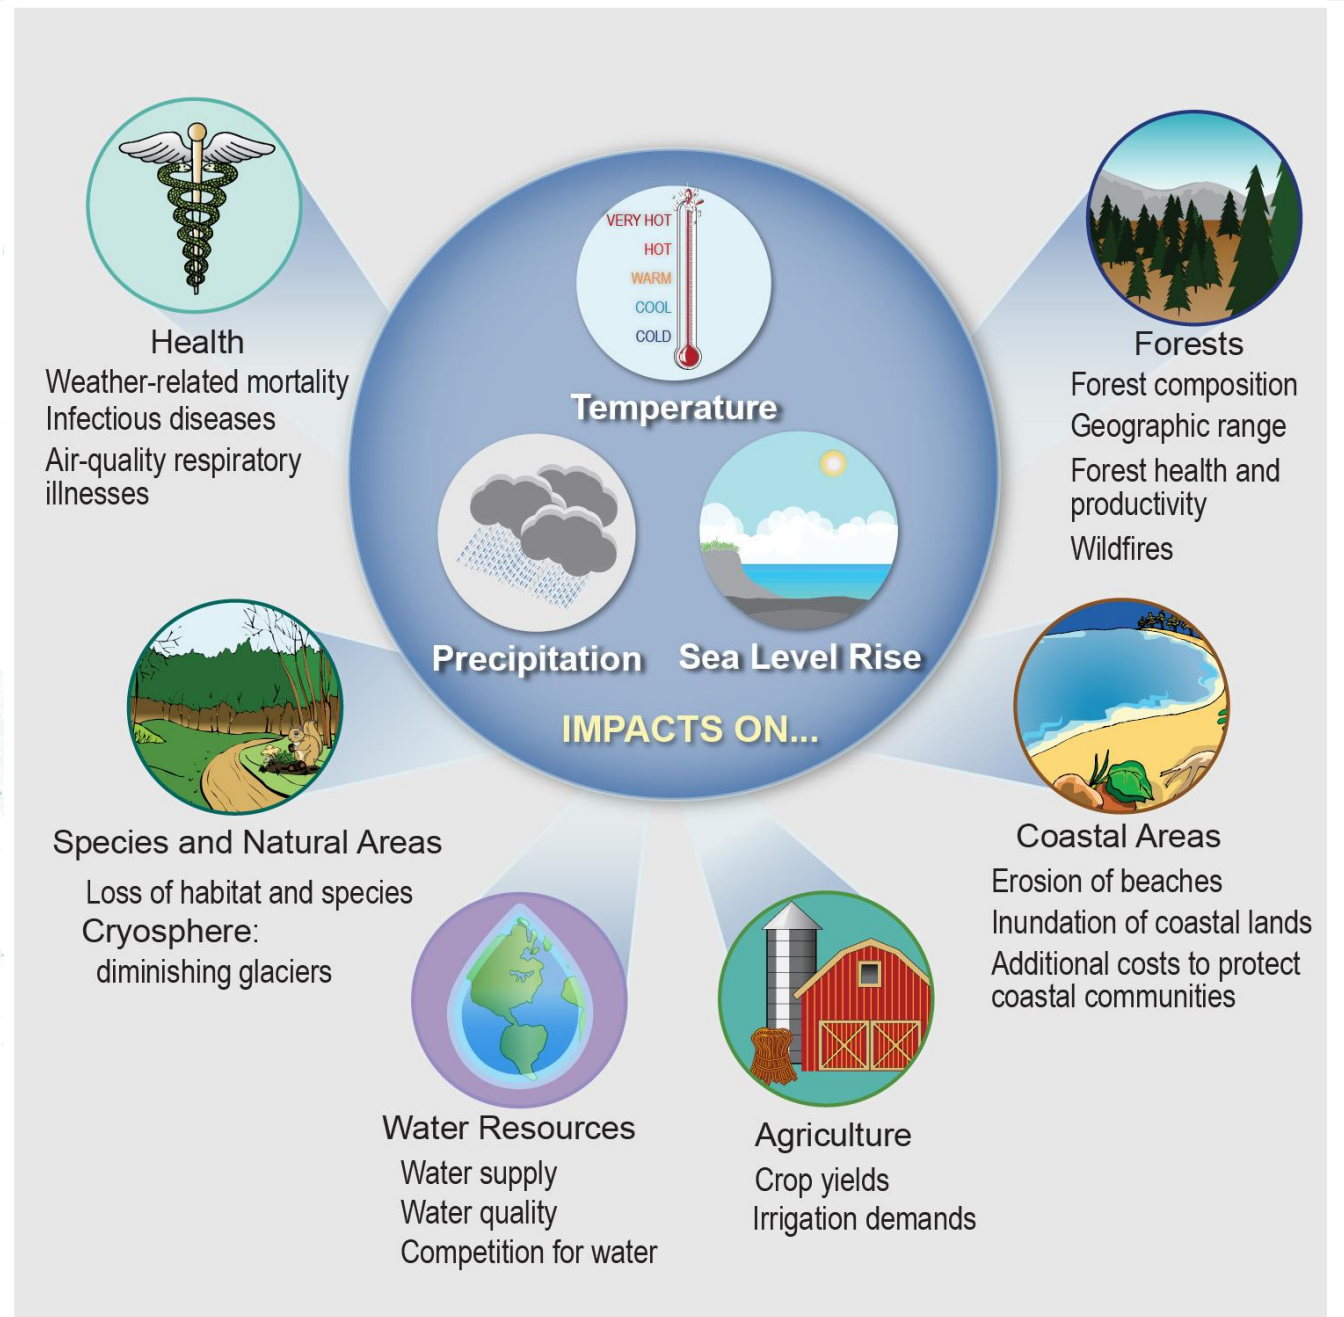 VERY HOT
HOT
WARM
COOL
COLD
Temperature
Precipitation
Sea Level Rise
IMPACTS ON...
Health
Weather-related mortality
Infectious diseases
Air-quality respiratory
illnesses
Forests
Forest composition
Geographic range
Forest health and
productivity
Wildfires
Species and Natural Areas
Loss of habitat and species
Cryosphere:
diminishing glaciers
Coastal Areas
Erosion of beaches
Inundation of coastal lands
Additional costs to protect
coastal communities
Water Resources
Water supply
Water quality
Competition for water
Agriculture
Crop yields
Irrigation demands